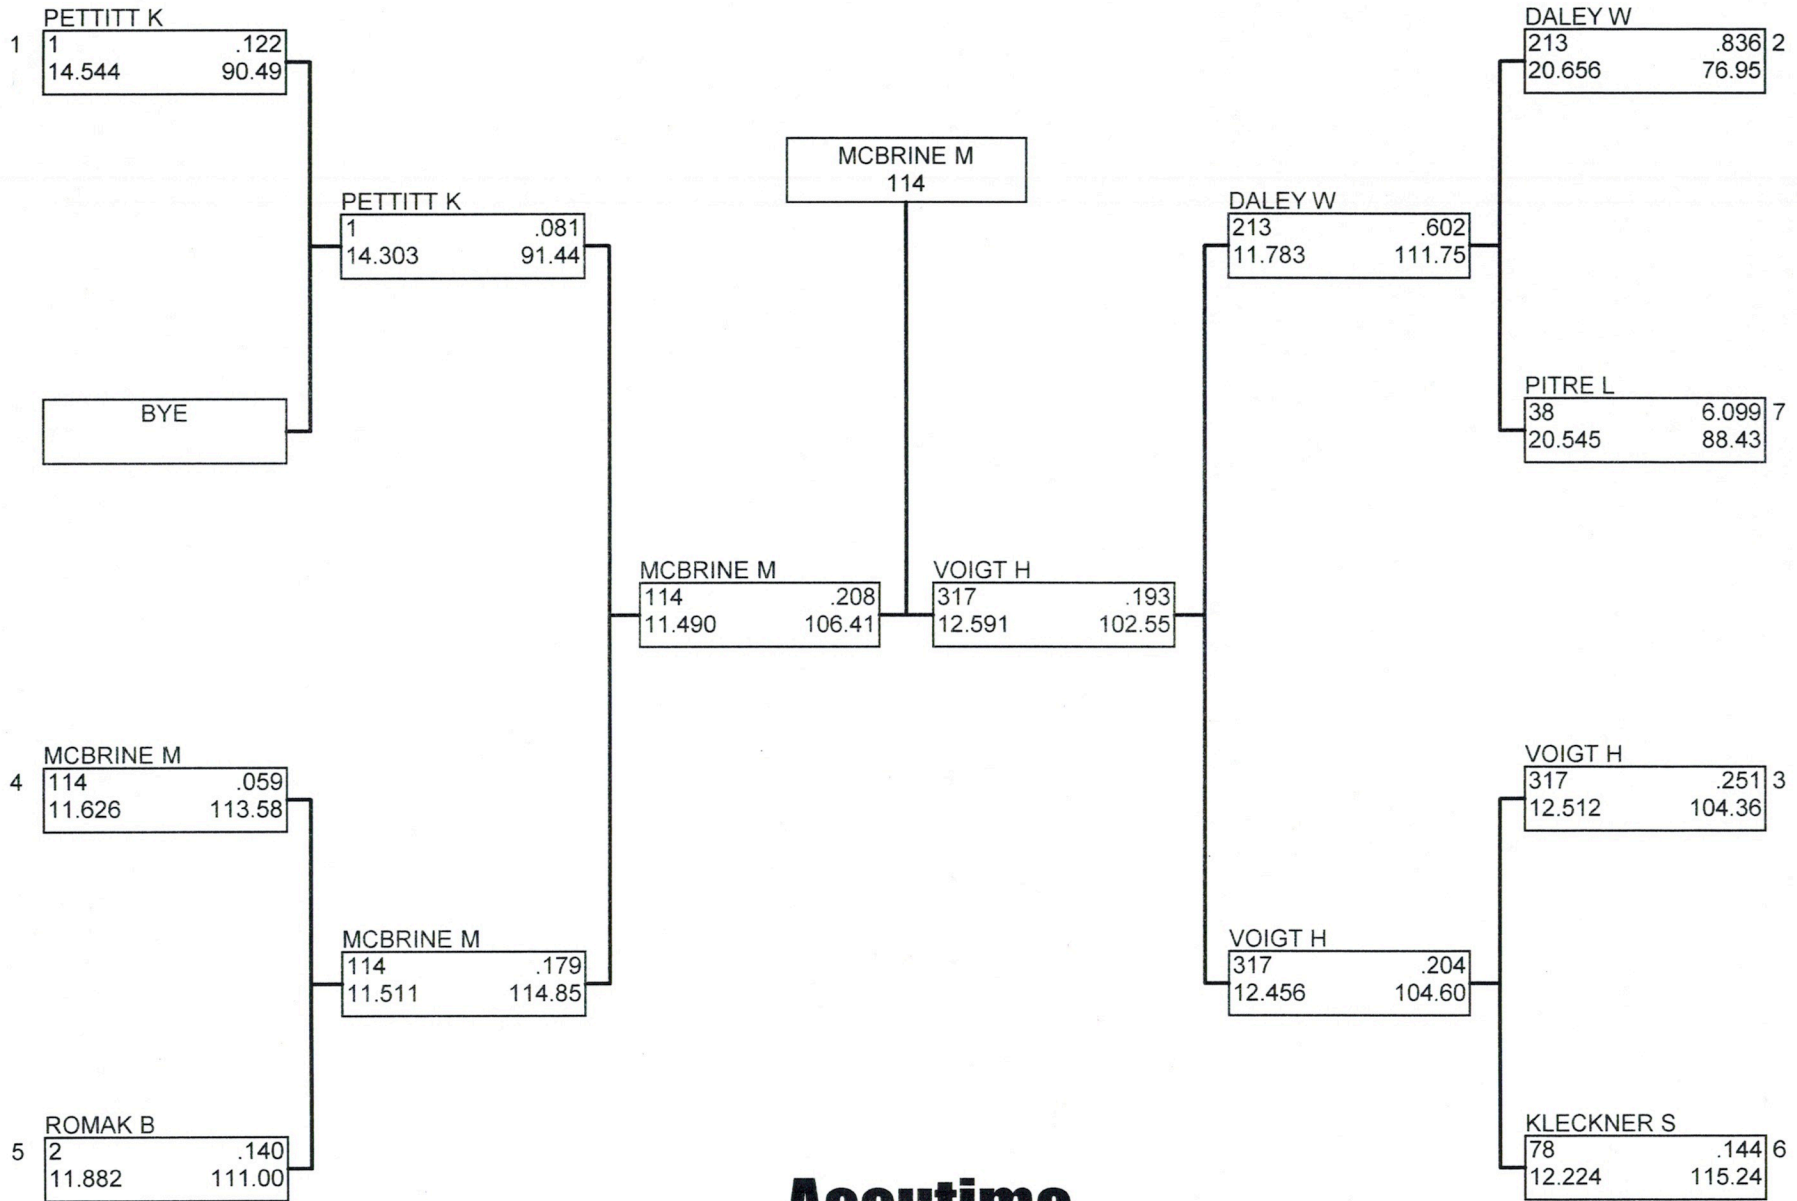 PETTITT K
1
1 .122
14.544 90.49
BYE
PETTITT K
1 .081
14.303 91.44
MCBRINE M
4
114 .059
11.626 113.58
ROMAK B
5
2 .140
11.882 111.00
MCBRINE M
114 .179
11.511 114.85
MCBRINE M
114 .208
11.490 106.41
MCBRINE M
114
VOIGT H
317 .193
12.591 102.55
DALEY W
213 .602
11.783 111.75
VOIGT H
317 .204
12.456 104.60
DALEY W
213 .836 2
20.656 76.95
PITRE L
38 6.099 7
20.545 88.43
VOIGT H
317 .251 3
12.512 104.36
KLECKNER S
78 .144 6
12.224 115.24
Accutime